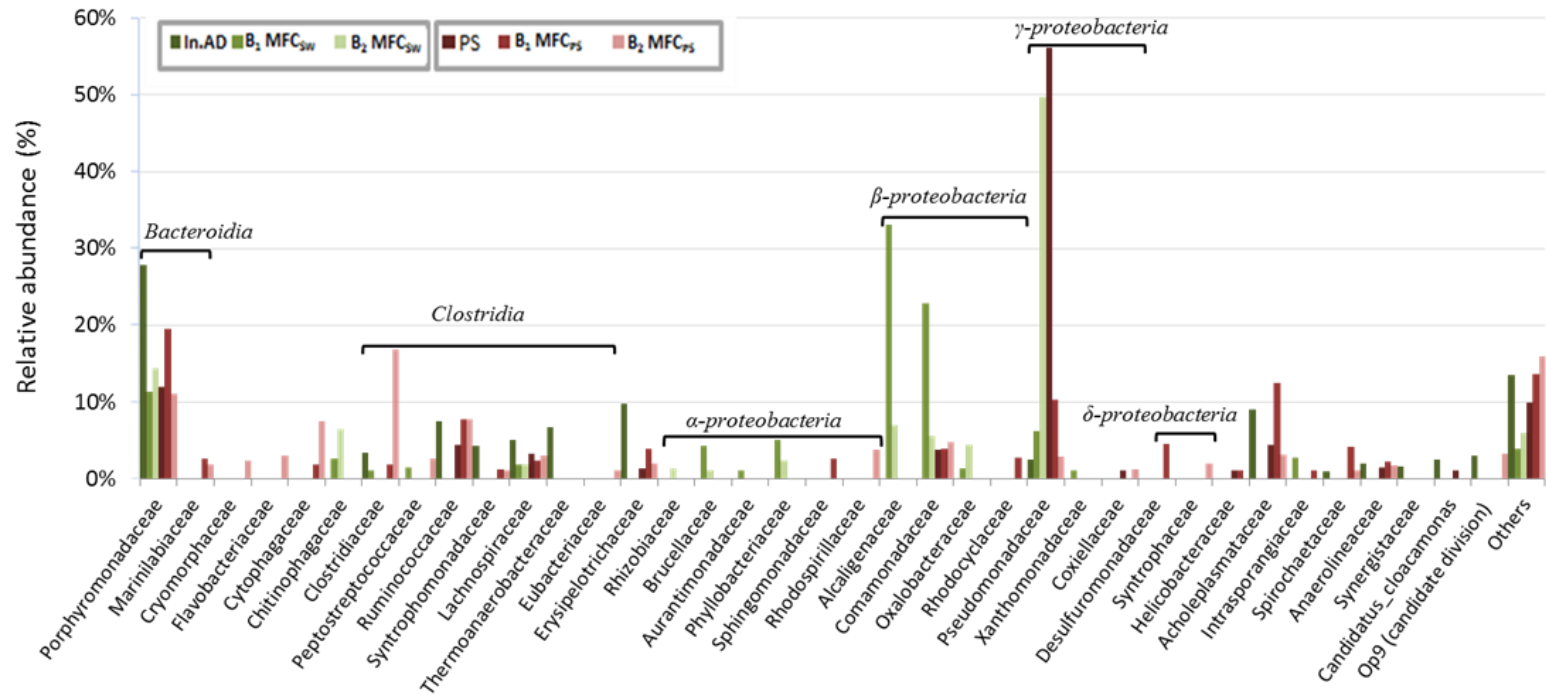 60%
50%
40%
30%
20%
10%
0%
Relative abundance (%)
In.AD B₁ MFCSW B₂ MFCSW PS B₁ MFCPS B₂ MFCPS
γ-proteobacteria
β-proteobacteria
Bacteroidia
Clostridia
α-proteobacteria
δ-proteobacteria
Porphyromonadaceae
Marinilabiaceae
Cryomorphaceae
Flavobacteriaceae
Cytophagaceae
Chitinophagaceae
Clostridiaceae
Peptostreptococcaceae
Ruminococcaceae
Syntrophomonadaceae
Lachnospiraceae
Thermoanaerobacteraceae
Eubacteriaceae
Erysipelotrichaceae
Rhizobiaceae
Brucellaceae
Aurantimonadaceae
Phyllobacteriaceae
Sphingomonadaceae
Rhodospirillaceae
Alcaligenaceae
Comamonadaceae
Oxalobacteraceae
Rhodocyclaceae
Pseudomonadaceae
Xanthomonadaceae
Coxiellaceae
Desulfuromonadaceae
Syntrophaceae
Helicobacteraceae
Acholeplasmataceae
Intrasporangiaceae
Spirochaetaceae
Anaerolineaceae
Synergistaceae
Candidatus_cloacamonas
Op9 (candidate division)
Others